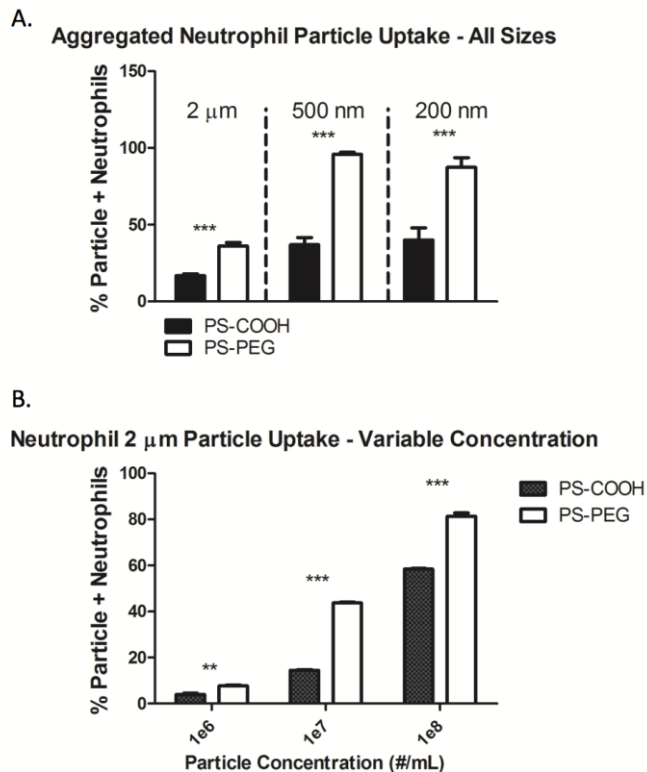 A.
Aggregated Neutrophil Particle Uptake - All Sizes
% Particle + Neutrophils
150
100
50
0
2 μm
500 nm
200 nm
***
***
***
PS-COOH
PS-PEG
B.
Neutrophil 2 μm Particle Uptake - Variable Concentration
% Particle + Neutrophils
100
80
60
40
20
0
**
***
***
PS-COOH
PS-PEG
1e6
1e7
1e8
Particle Concentration (#/mL)